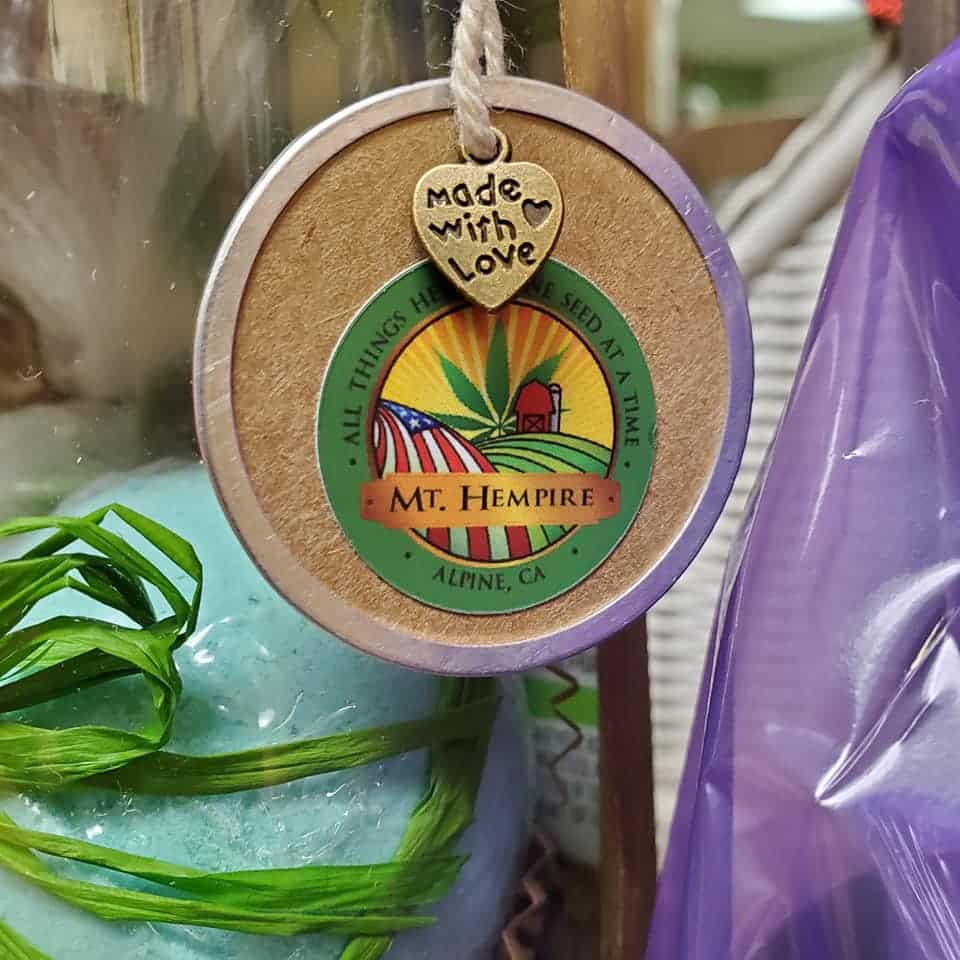 made
with
Love
ALL THINGS SEED AT A TIME
MT. HEMPIRE
ALPINE, CA